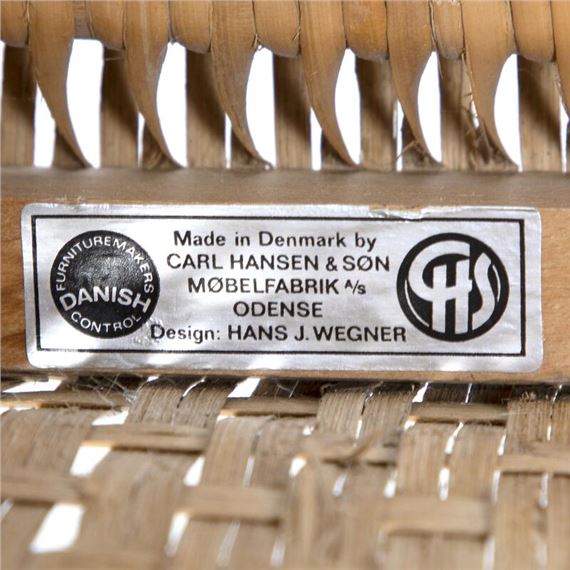 FURNITUREMAKERS
DANISH
CONTROL
Made in Denmark by
CARL HANSEN & SØN
MØBELFABRIK A/s
ODENSE
Design: HANS J. WEGNER
CHS